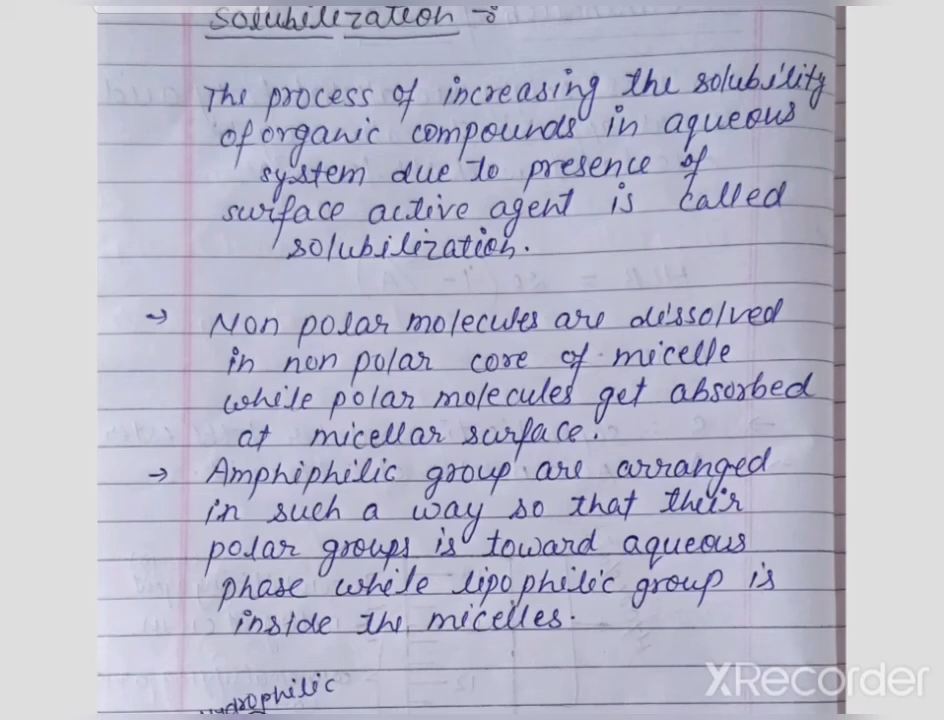 Solubilization :-
The process of increasing the solubility
of organic compounds in aqueous
system due to presence of
surface active agent is called
solubilization.
→ Non polar molecules are dissolved
in non polar core of micelle
while polar molecules get absorbed
at micellar surface.
→ Amphiphilic group are arranged
in such a way so that their
polar groups is toward aqueous
phase while lipophilic group is
inside the micelles.
Hydrophilic
XRecorder